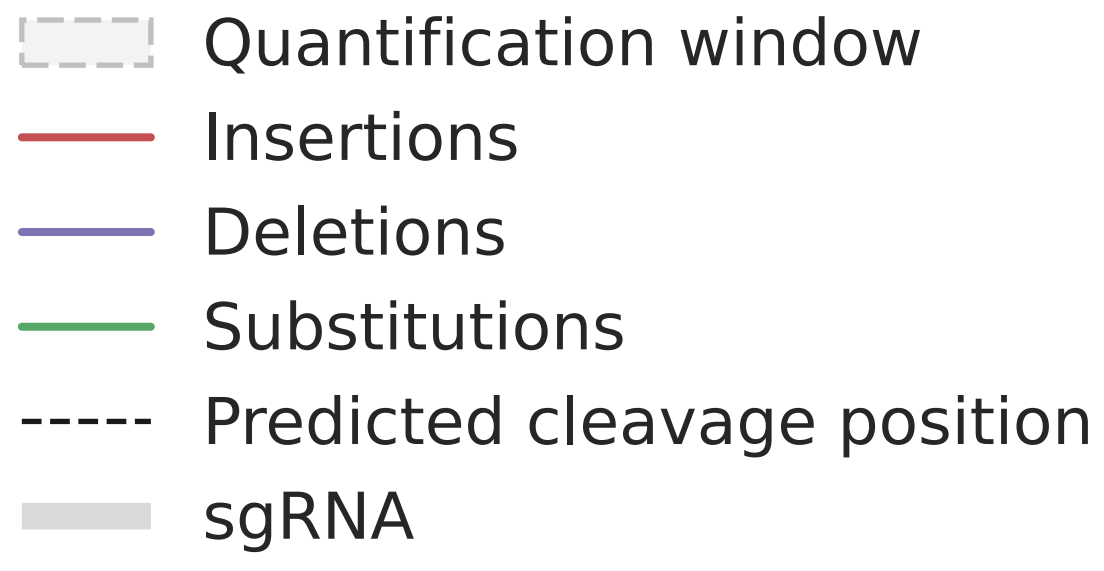 Quantification window
Insertions
Deletions
Substitutions
Predicted cleavage position
sgRNA